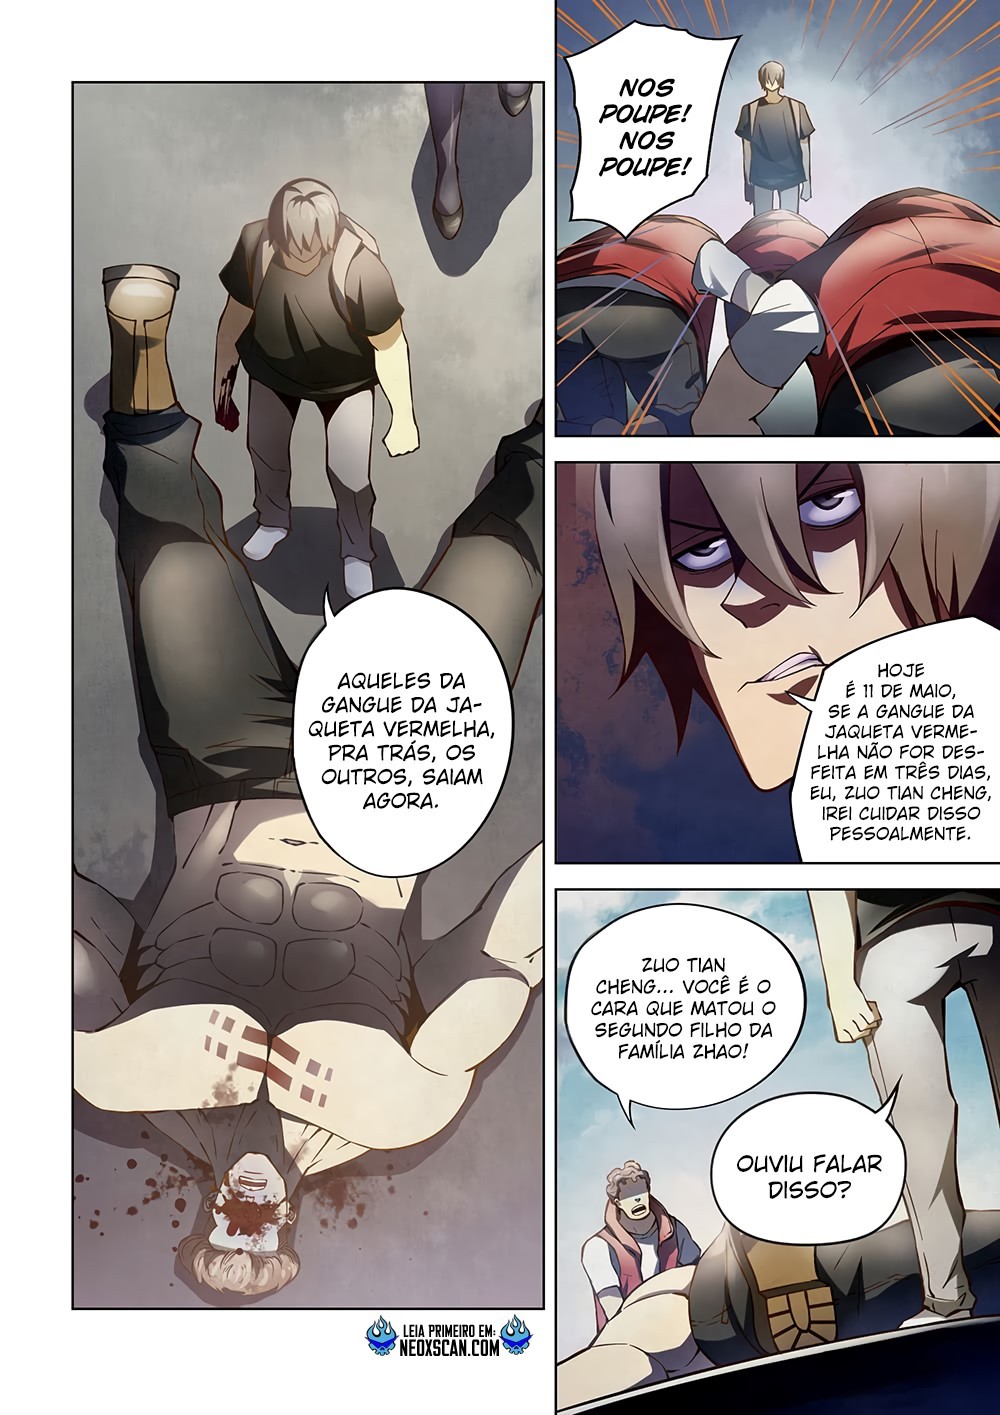 AQUELES DA
GANGUE DA JA-
QUETA VERMELHA,
PRA TRÁS, OS
OUTROS, SAIAM
AGORA.
NOS
POUPE!
NOS
POUPE!
HOJE
É 11 DE MAIO,
SE A GANGUE DA
JAQUETA VERME-
LHA NÃO FOR DES-
FEITA EM TRÊS DIAS,
EU, ZUO TIAN CHENG,
IREI CUIDAR DISSO
PESSOALMENTE.
ZUO TIAN
CHENG... VOCÊ É O
CARA QUE MATOU O
SEGUNDO FILHO DA
FAMÍLIA ZHAO!
OUVIU FALAR
DISSO?
LEIA PRIMEIRO EM:
NEOXSCAN.COM